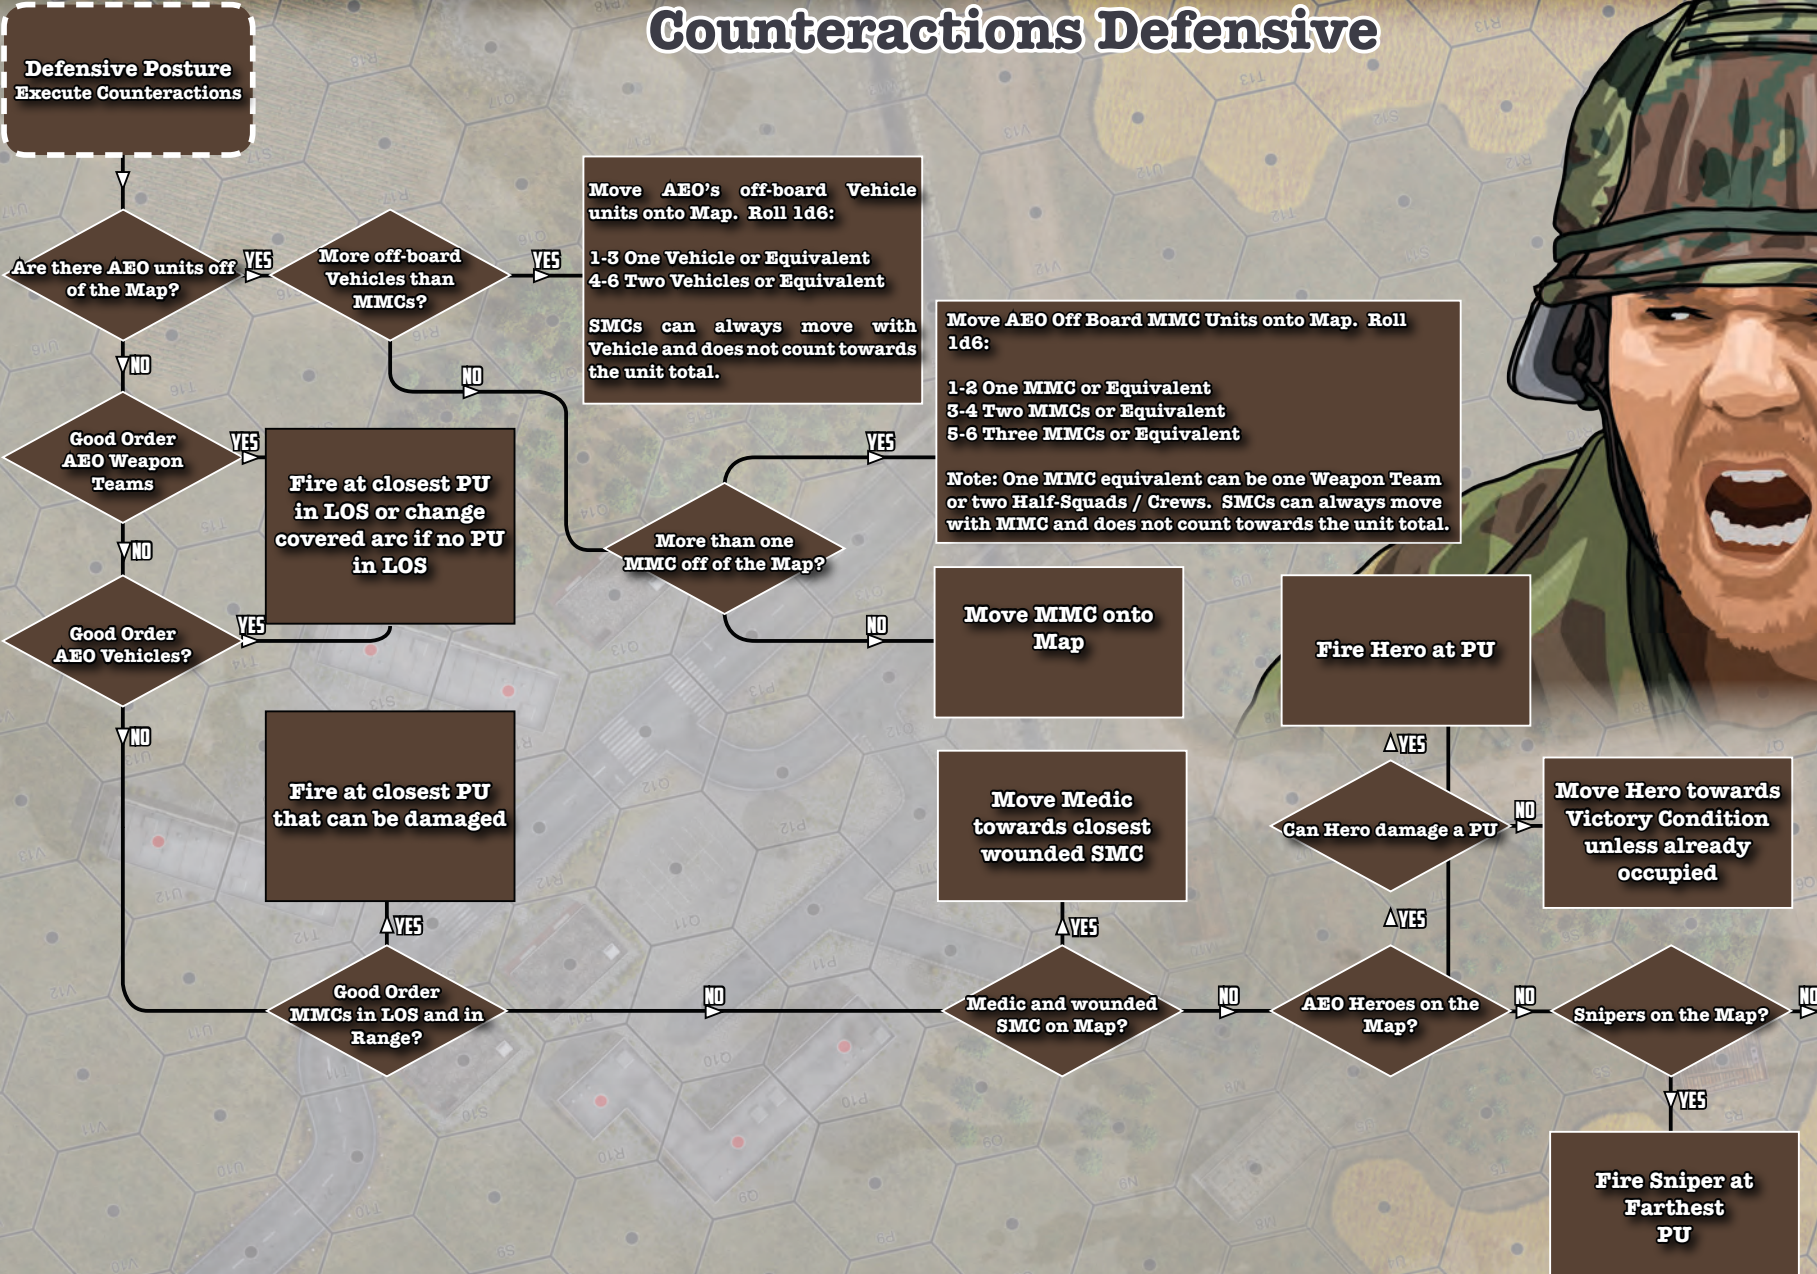 Counteractions Defensive
Defensive Posture
Execute Counteractions
Are there AEO units off
of the Map?
YES
More off-board
Vehicles than
MMCs?
YES
Move AEO's off-board Vehicle
units onto Map. Roll 1d6:
1-3 One Vehicle or Equivalent
4-6 Two Vehicles or Equivalent
SMCs can always move with
Vehicle and does not count towards
the unit total.
NO
NO
Move AEO Off Board MMC Units onto Map. Roll
1d6:
1-2 One MMC or Equivalent
3-4 Two MMCs or Equivalent
5-6 Three MMCs or Equivalent
Note: One MMC equivalent can be one Weapon Team
or two Half-Squads / Crews. SMCs can always move
with MMC and does not count towards the unit total.
Good Order
AEO Weapon
Teams
YES
Fire at closest PU
in LOS or change
covered arc if no PU
in LOS
YES
More than one
MMC off of the Map?
NO
NO
Move MMC onto
Map
Good Order
AEO Vehicles?
YES
NO
Fire Hero at PU
YES
Fire at closest PU
that can be damaged
Move Medic
towards closest
wounded SMC
Can Hero damage a PU
NO
Move Hero towards
Victory Condition
unless already
occupied
YES
YES
YES
Good Order
MMCs in LOS and in
Range?
NO
Medic and wounded
SMC on Map?
NO
AEO Heroes on the
Map?
NO
Snipers on the Map?
NO
YES
Fire Sniper at
Farthest
PU